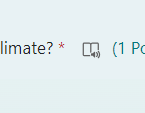 limate? * (1 Po